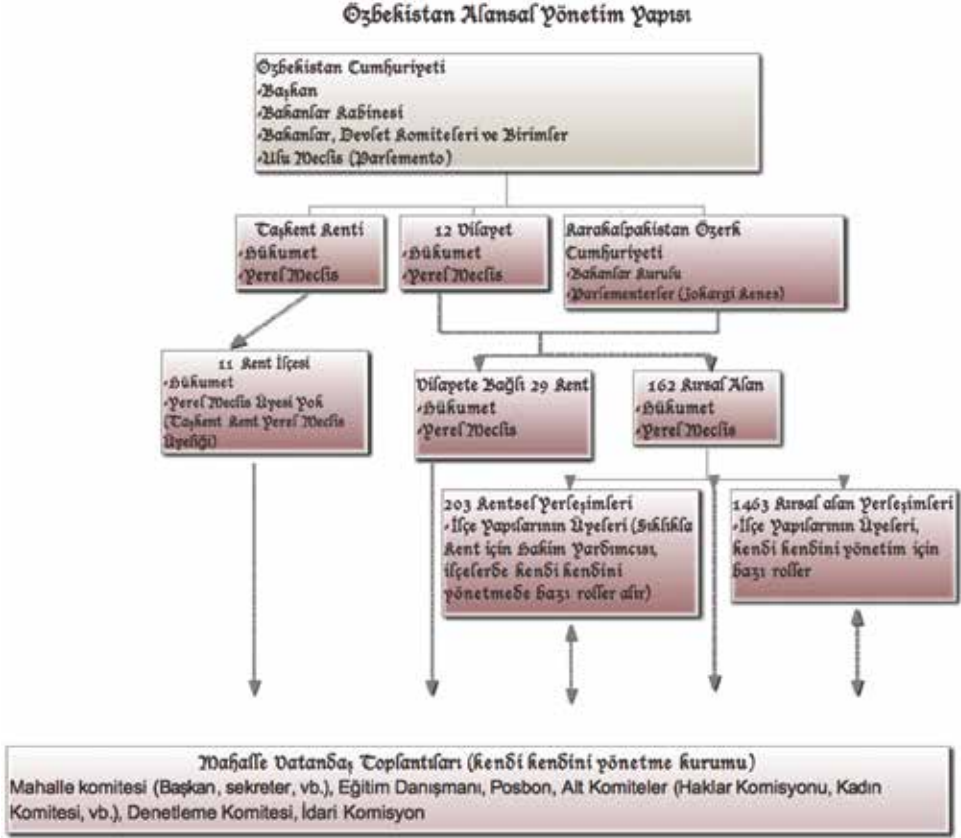 Özbekistan Alansal Yönetim Yapısı
Özbekistan Cumhuriyeti
•Başkan
•Bakanlar Kabinesi
•Bakanlar, Devlet Komiteleri ve Birimler
•Ulu Meclis (Parlemento)
Taşkent Kenti
•Hükumet
•Yerel Meclis
12 Vilayet
•Hükumet
•Yerel Meclis
Karakalpakistan Özerk
Cumhuriyeti
•Bakanlar Kurulu
•Parlementerler (Jokargi Kenes)
11 Kent İlçesi
•Hükumet
•Yerel Meclis Üyesi Yok
(Taşkent Kent Yerel Meclis
Üyeliği)
Vilayete Bağlı 29 Kent
•Hükumet
•Yerel Meclis
162 Kırsal Alan
•Hükumet
•Yerel Meclis
203 Kentsel Yerleşimleri
•İlçe Yapılarının Üyeleri (Sıklıkla
Kent için Hakim Yardımcısı,
ilçelerde kendi kendini
yönetmede bazı roller alir)
1463 Kırsal alan Yerleşimleri
•İlçe Yapılarının Üyeleri,
kendi kendini yönetim için
bazı roller
Mahalle Vatandaş Toplantıları (kendi kendini yönetme kurumu)
Mahalle komitesi (Başkan, sekreter, vb.), Eğitim Danışmanı, Posbon, Alt Komiteler (Haklar Komisyonu, Kadın
Komitesi, vb.), Denetleme Komitesi, İdari Komisyon